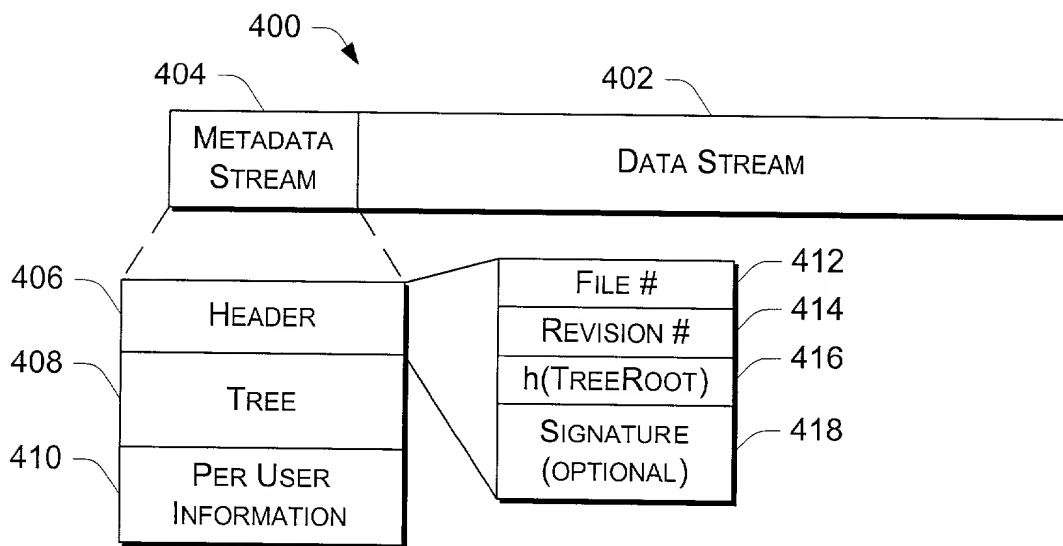 400
404
402
METADATA
STREAM
DATA STREAM
406
HEADER
408
TREE
410
PER USER
INFORMATION
FILE #
412
REVISION #
414
h(TREEROOT)
416
SIGNATURE
(OPTIONAL)
418